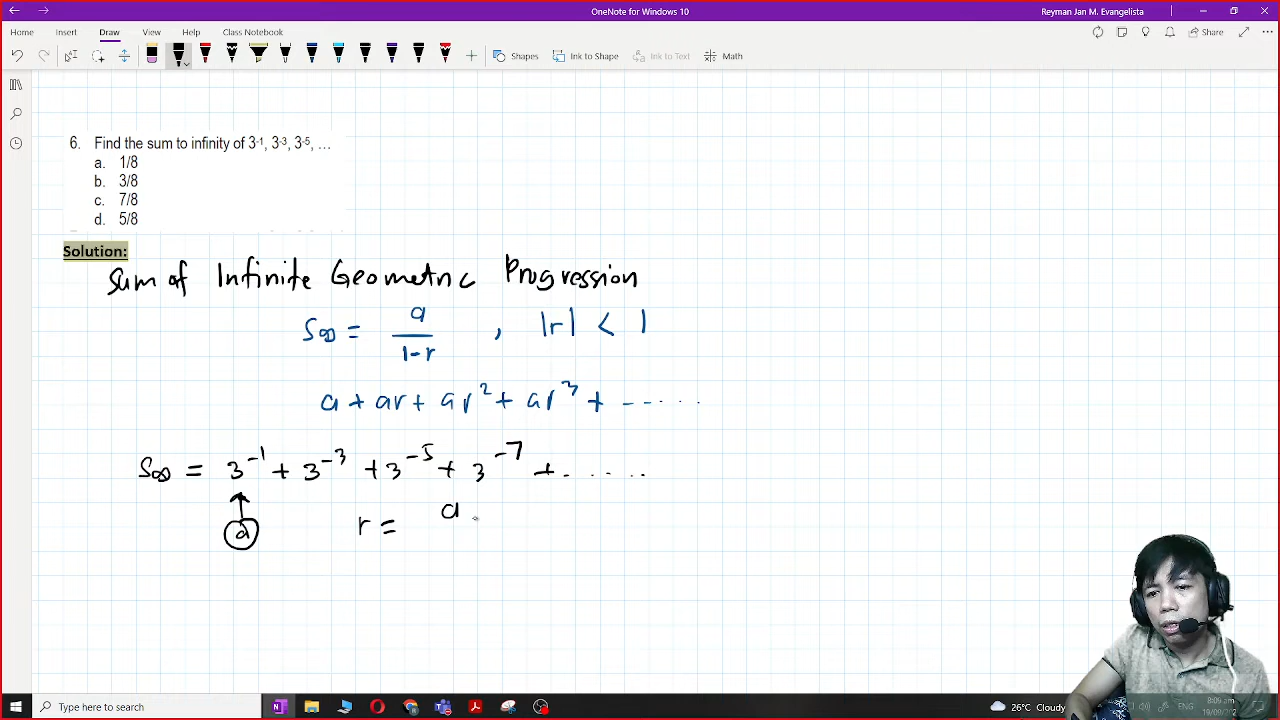 OneNote for Windows 10
Reyman Jan M. Evangelista
Home Insert Draw View Help Class Notebook
Share
Shapes Ink to Shape Ink to Text Math
6. Find the sum to infinity of 3⁻¹, 3⁻³, 3⁻⁵, …
a. 1/8
b. 3/8
c. 7/8
d. 5/8
Solution:
Sum of Infinite Geometric Progression
S∞ = a / 1-r , |r| < 1
a + ar + ar² + ar³ + -- · · · ·
S∞ = 3⁻¹ + 3⁻³ + 3⁻⁵ + 3⁻⁷ + . . . . .
a r = a
Type here to search
26°C Cloudy
ENG
8:09 am